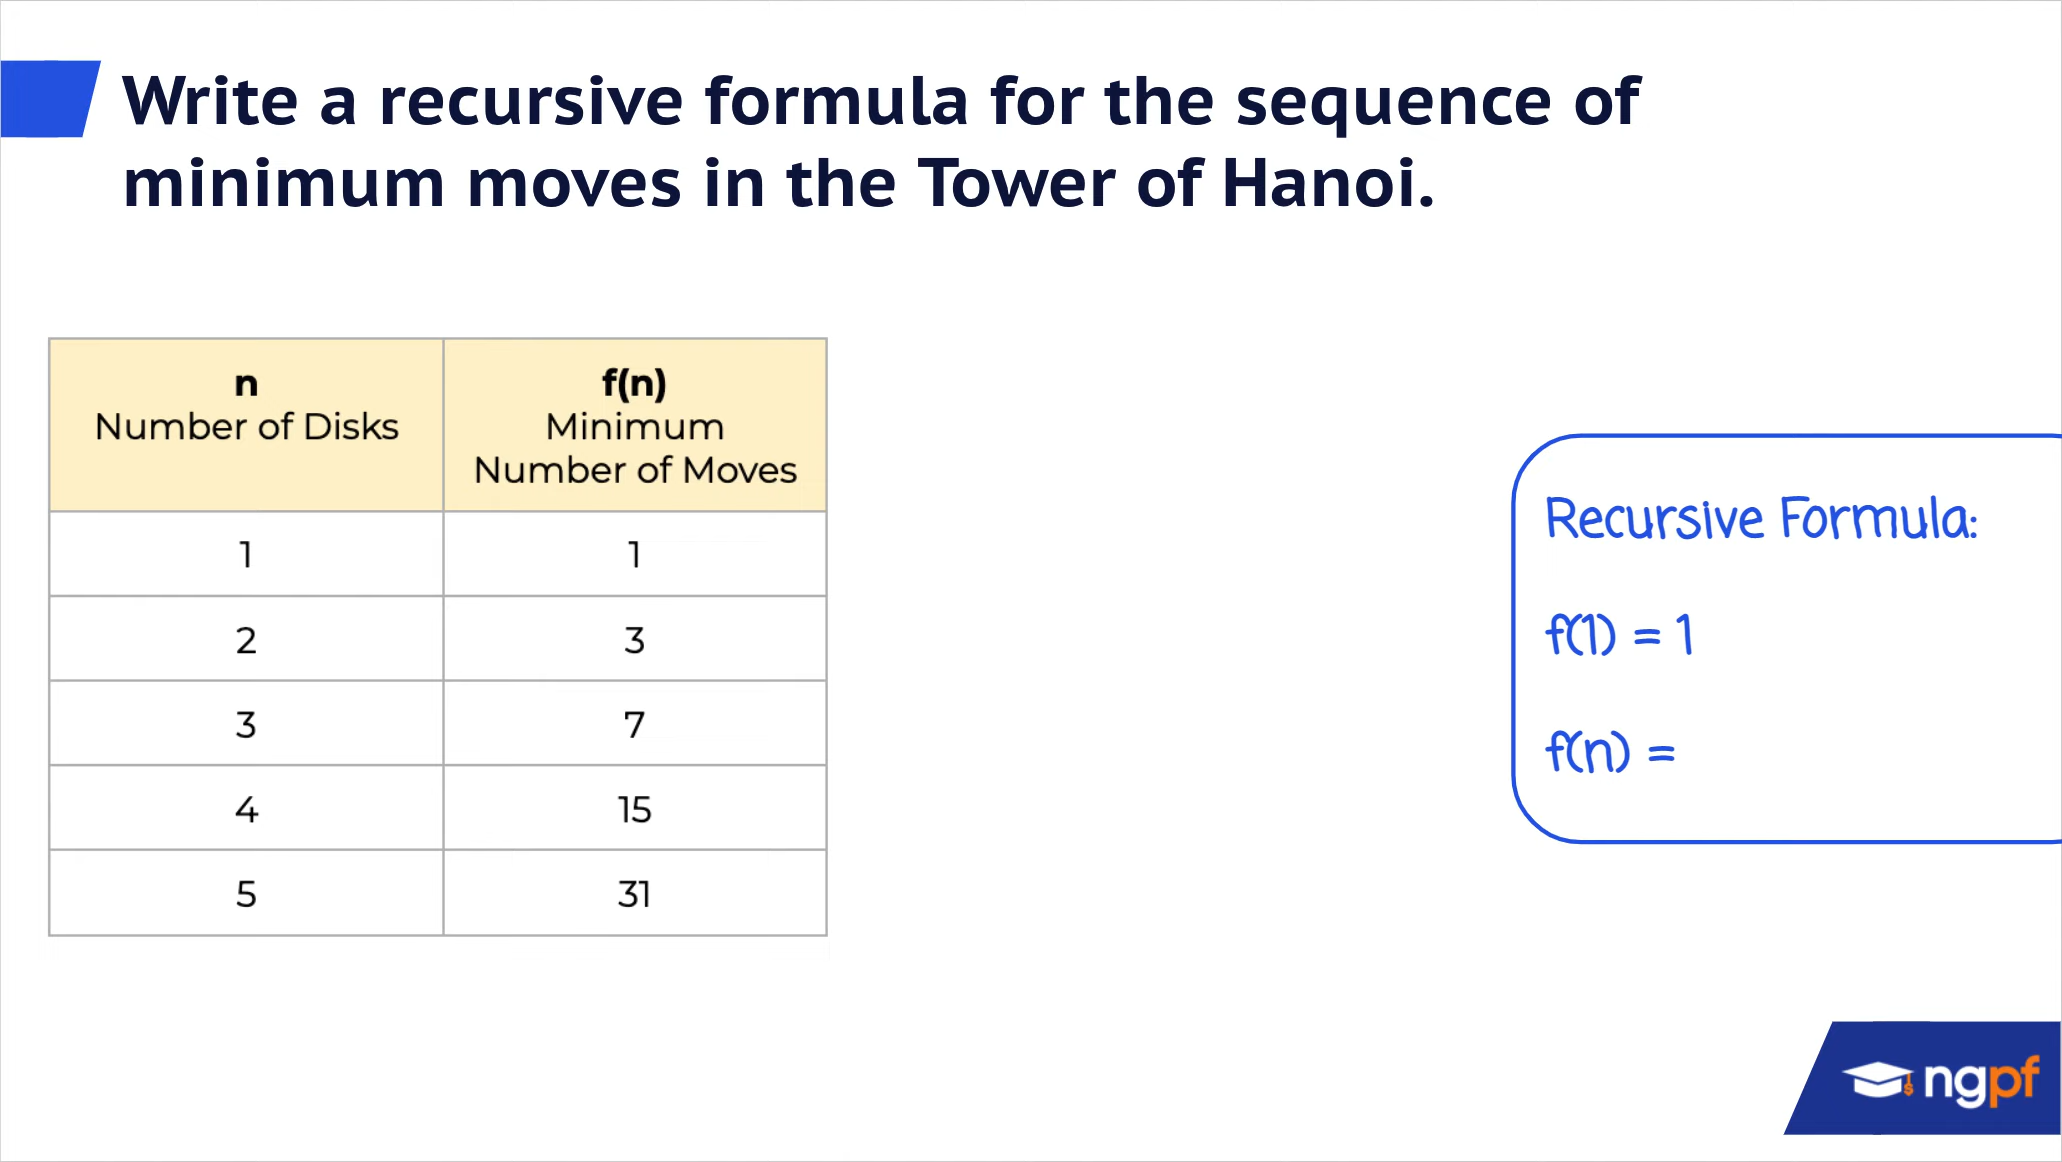 Write a recursive formula for the sequence of
minimum moves in the Tower of Hanoi.
n
Number of Disks
f(n)
Minimum
Number of Moves
1 1
2 3
3 7
4 15
5 31
Recursive Formula:
f(1) = 1
f(n) =
ngpf